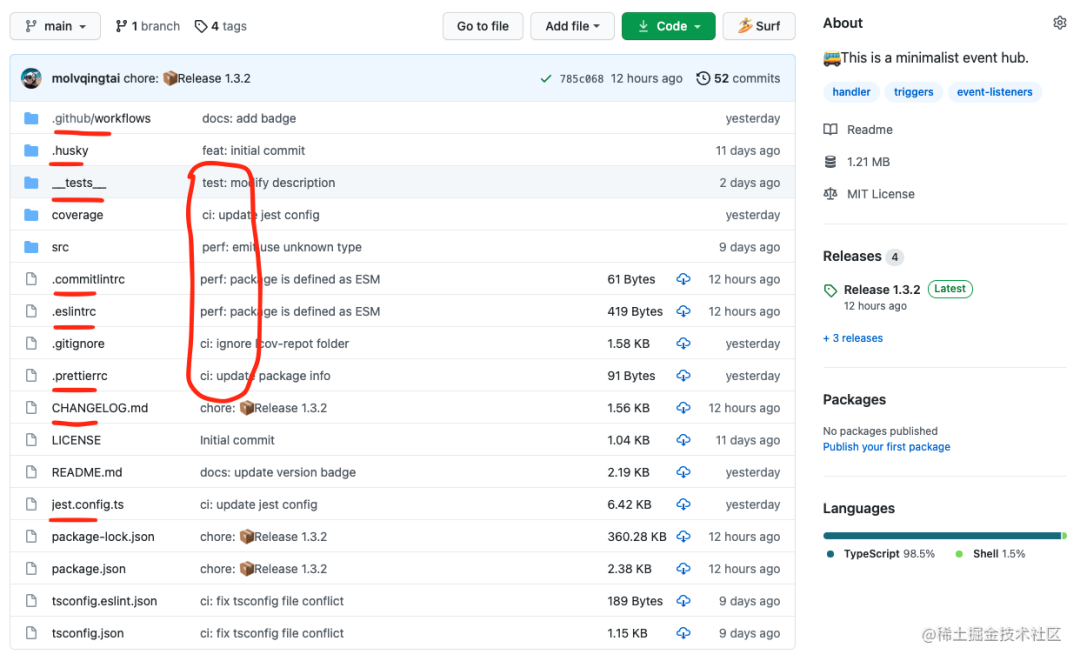 main 1 branch 4 tags Go to file Add file Code Surf
molvqingtai chore: 📦Release 1.3.2 785c068 12 hours ago 52 commits
.github/workflows docs: add badge yesterday
.husky feat: initial commit 11 days ago
__tests__ test: modify description 2 days ago
coverage ci: update jest config yesterday
src perf: emit use unknown type 9 days ago
.commitlintrc perf: package is defined as ESM 61 Bytes 12 hours ago
.eslintrc perf: package is defined as ESM 419 Bytes 12 hours ago
.gitignore ci: ignore lcov-repot folder 1.58 KB yesterday
.prettierrc ci: update package info 91 Bytes yesterday
CHANGELOG.md chore: 📦Release 1.3.2 1.56 KB 12 hours ago
LICENSE Initial commit 1.04 KB 11 days ago
README.md docs: update version badge 2.19 KB yesterday
jest.config.ts ci: update jest config 6.42 KB yesterday
package-lock.json chore: 📦Release 1.3.2 360.28 KB 12 hours ago
package.json chore: 📦Release 1.3.2 2.38 KB 12 hours ago
tsconfig.eslint.json ci: fix tsconfig file conflict 189 Bytes 9 days ago
tsconfig.json ci: fix tsconfig file conflict 1.15 KB 9 days ago
About
🚌This is a minimalist event hub.
handler triggers event-listeners
Readme
1.21 MB
MIT License
Releases 4
Release 1.3.2 Latest
12 hours ago
+ 3 releases
Packages
No packages published
Publish your first package
Languages
TypeScript 98.5% Shell 1.5%
@稀土掘金技术社区